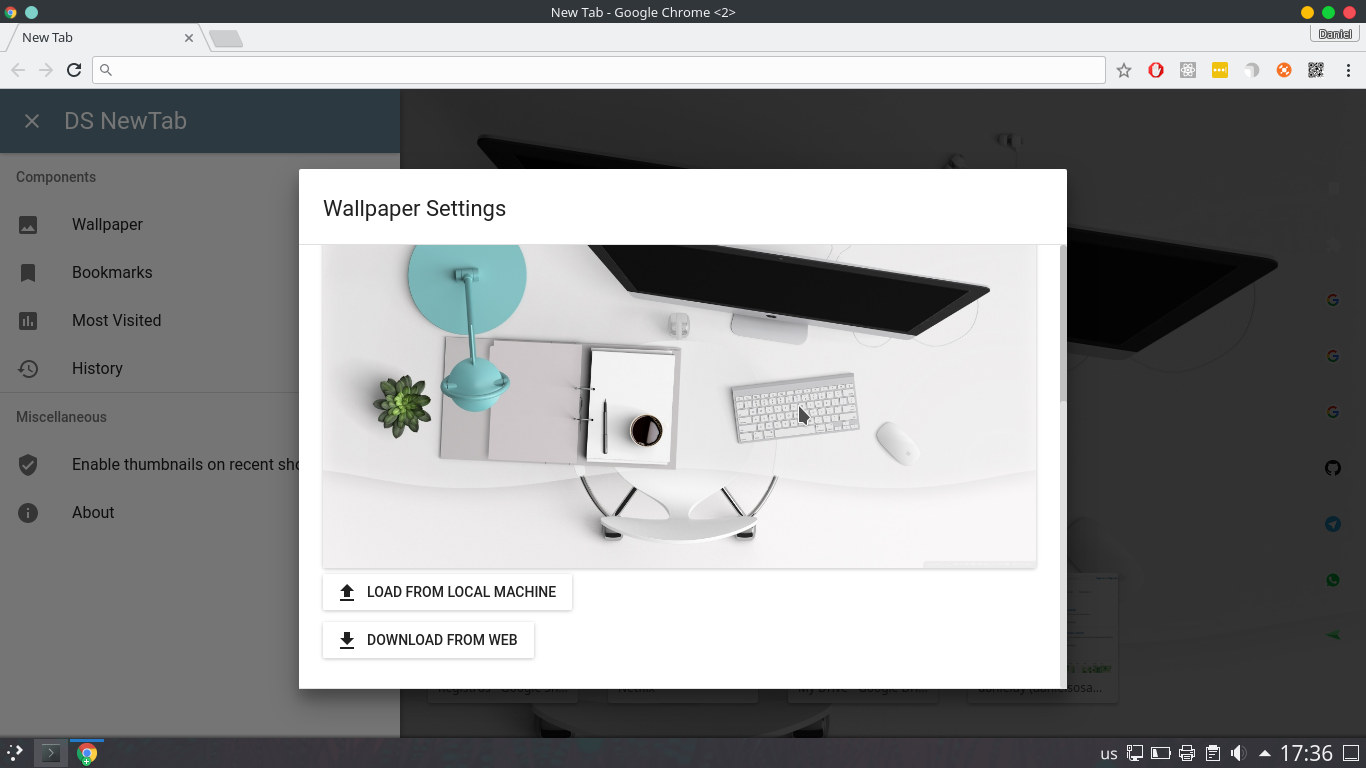 New Tab - Google Chrome <2>
New Tab
Daniel
DS NewTab
Components
Wallpaper
Bookmarks
Most Visited
History
Miscellaneous
Enable thumbnails on recent sho
About
Wallpaper Settings
LOAD FROM LOCAL MACHINE
DOWNLOAD FROM WEB
us
17:36